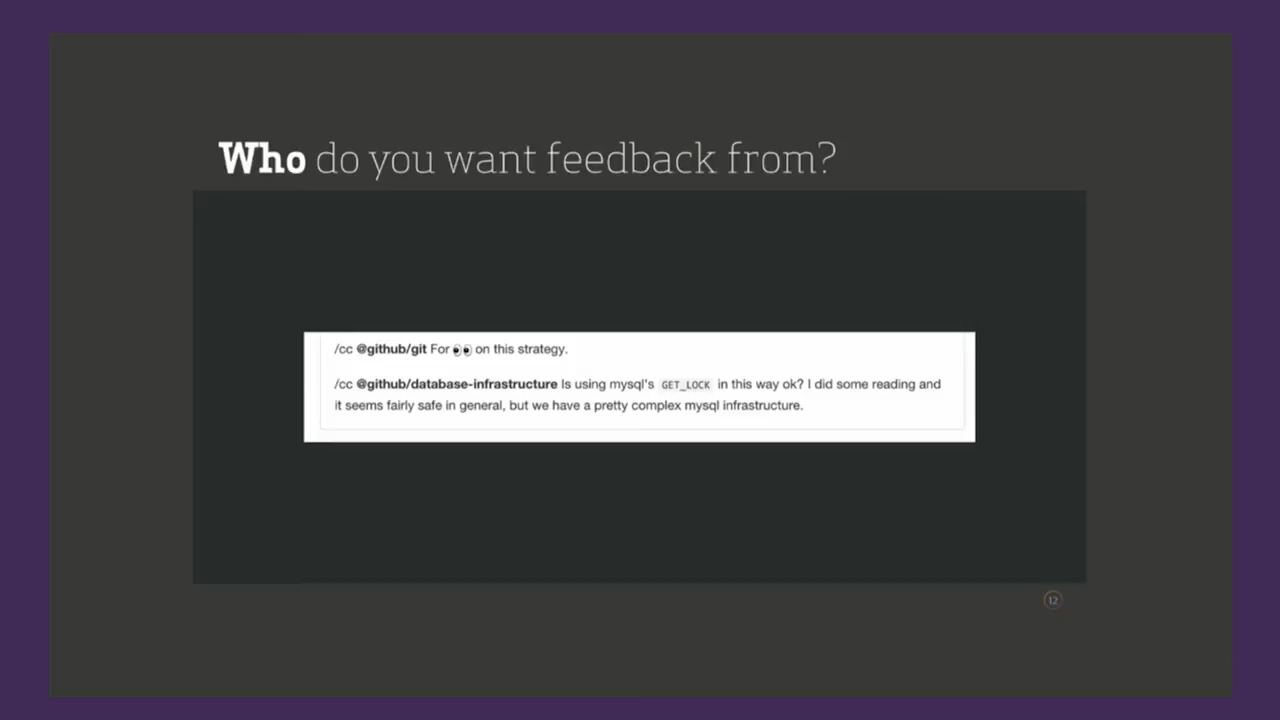 Who do you want feedback from?
/cc @github/git For 👀 on this strategy.
/cc @github/database-infrastructure Is using mysql's GET_LOCK in this way ok? I did some reading and
it seems fairly safe in general, but we have a pretty complex mysql infrastructure.
12